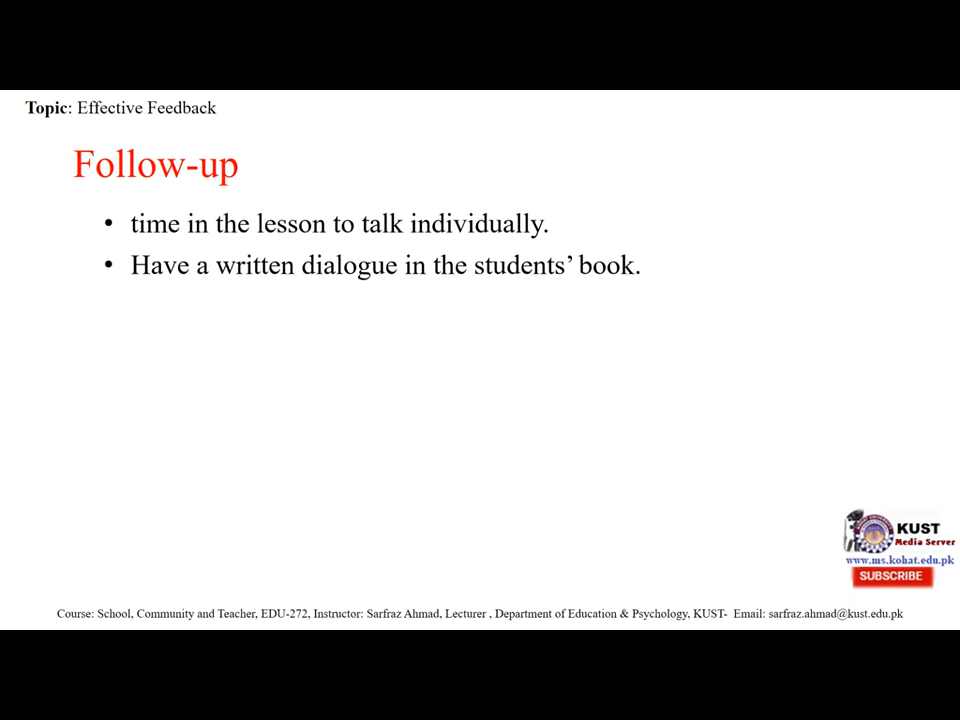 Topic: Effective Feedback
Follow-up
• time in the lesson to talk individually.
• Have a written dialogue in the students’ book.
KUST
Media Server
www.ms.kohat.edu.pk
SUBSCRIBE
Course: School, Community and Teacher, EDU-272, Instructor: Sarfraz Ahmad, Lecturer , Department of Education & Psychology, KUST- Email: sarfraz.ahmad@kust.edu.pk